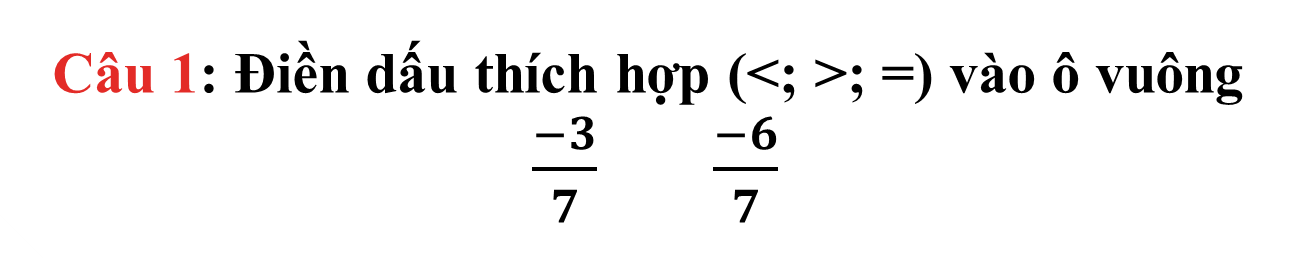 Câu 1: Điền dấu thích hợp (<; >; =) vào ô vuông
−3/7 −6/7